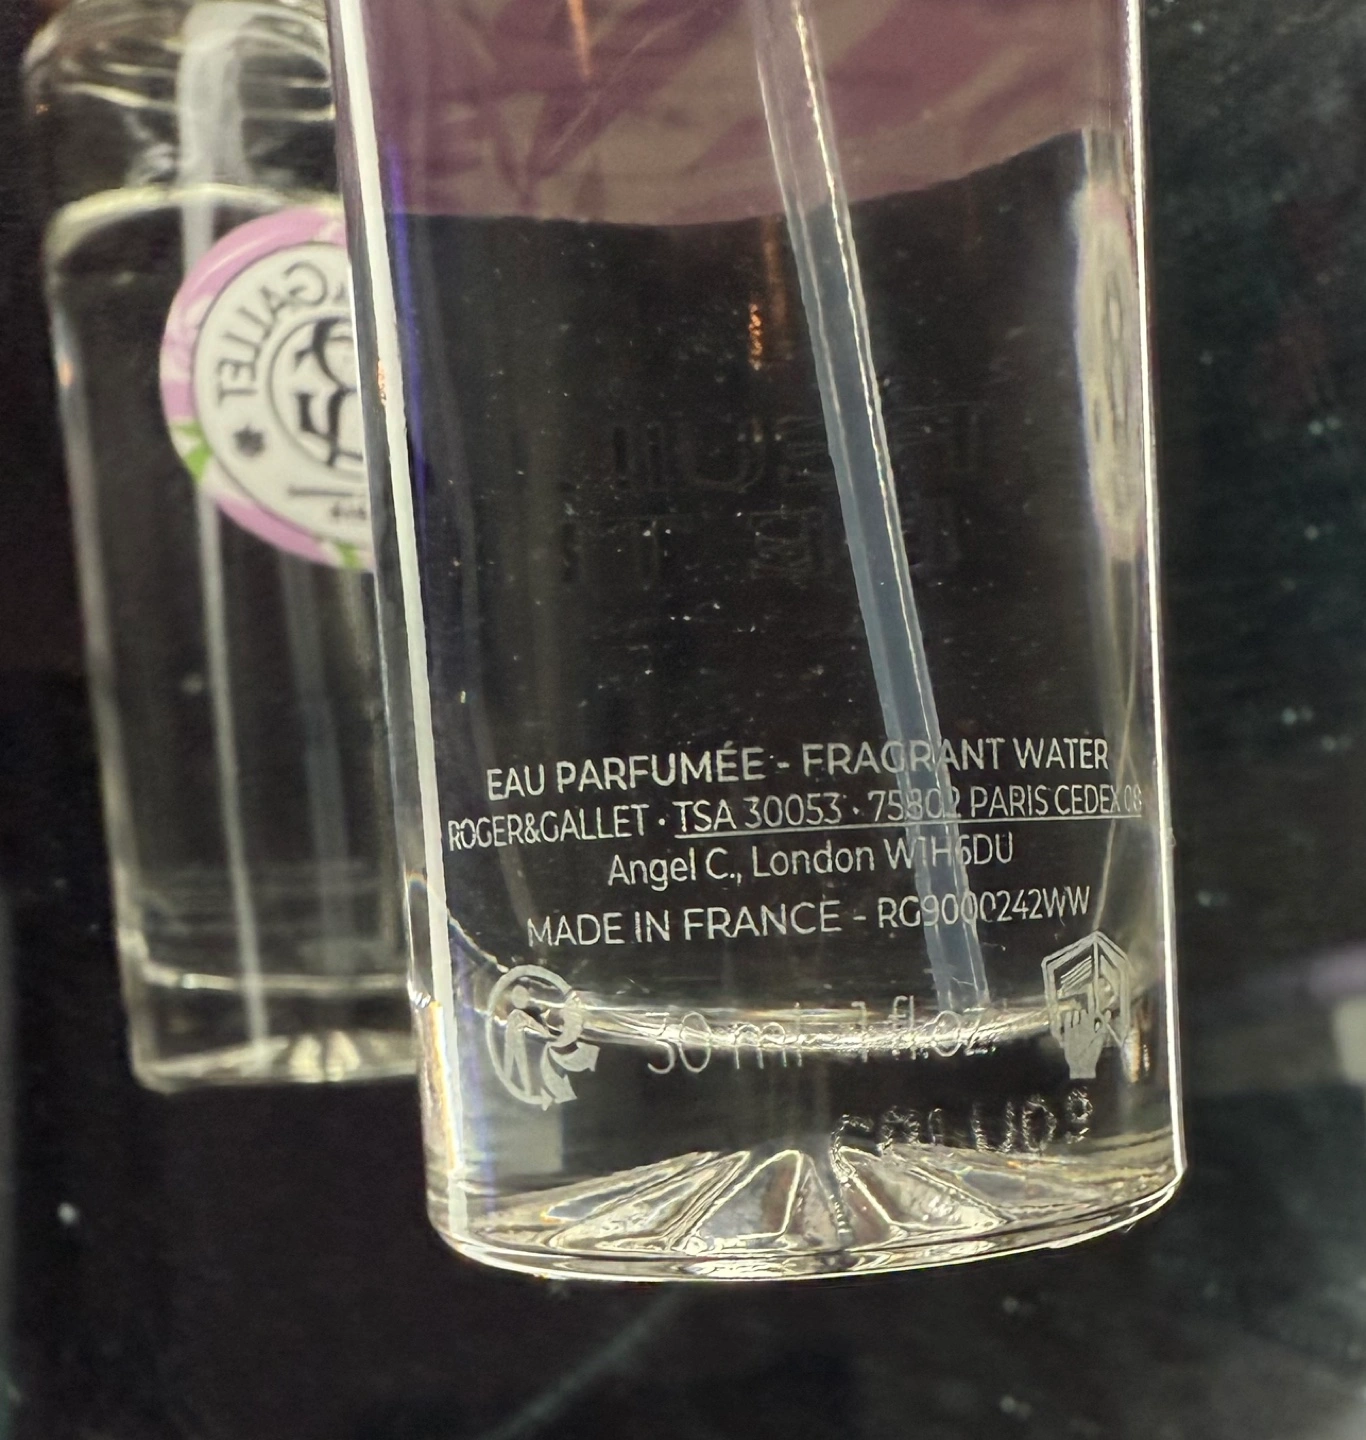 GALLET
EAU PARFUMÉE - FRAGRANT WATER
ROGER&GALLET · TSA 30053 · 75802 PARIS CEDEX 08
Angel C., London W1H6DU
MADE IN FRANCE - RG9000242WW
30 ml 1 fl.oz.